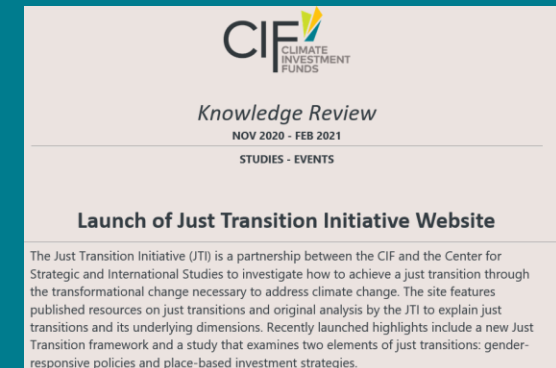 CIF
CLIMATE
INVESTMENT
FUNDS
Knowledge Review
NOV 2020 - FEB 2021
STUDIES - EVENTS
Launch of Just Transition Initiative Website
The Just Transition Initiative (JTI) is a partnership between the CIF and the Center for
Strategic and International Studies to investigate how to achieve a just transition through
the transformational change necessary to address climate change. The site features
published resources on just transitions and original analysis by the JTI to explain just
transitions and its underlying dimensions. Recently launched highlights include a new Just
Transition framework and a study that examines two elements of just transitions: gender-
responsive policies and place-based investment strategies.